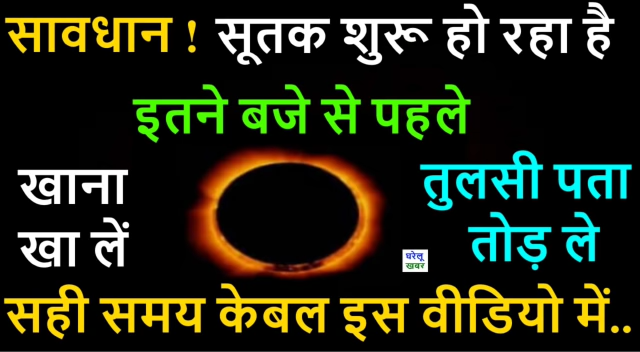 सावधान ! सूतक शुरू हो रहा है
इतने बजे से पहले
खाना
खा लें
तुलसी पता
तोड़ ले
घरेलू
खबर
सही समय केबल इस वीडियो में..